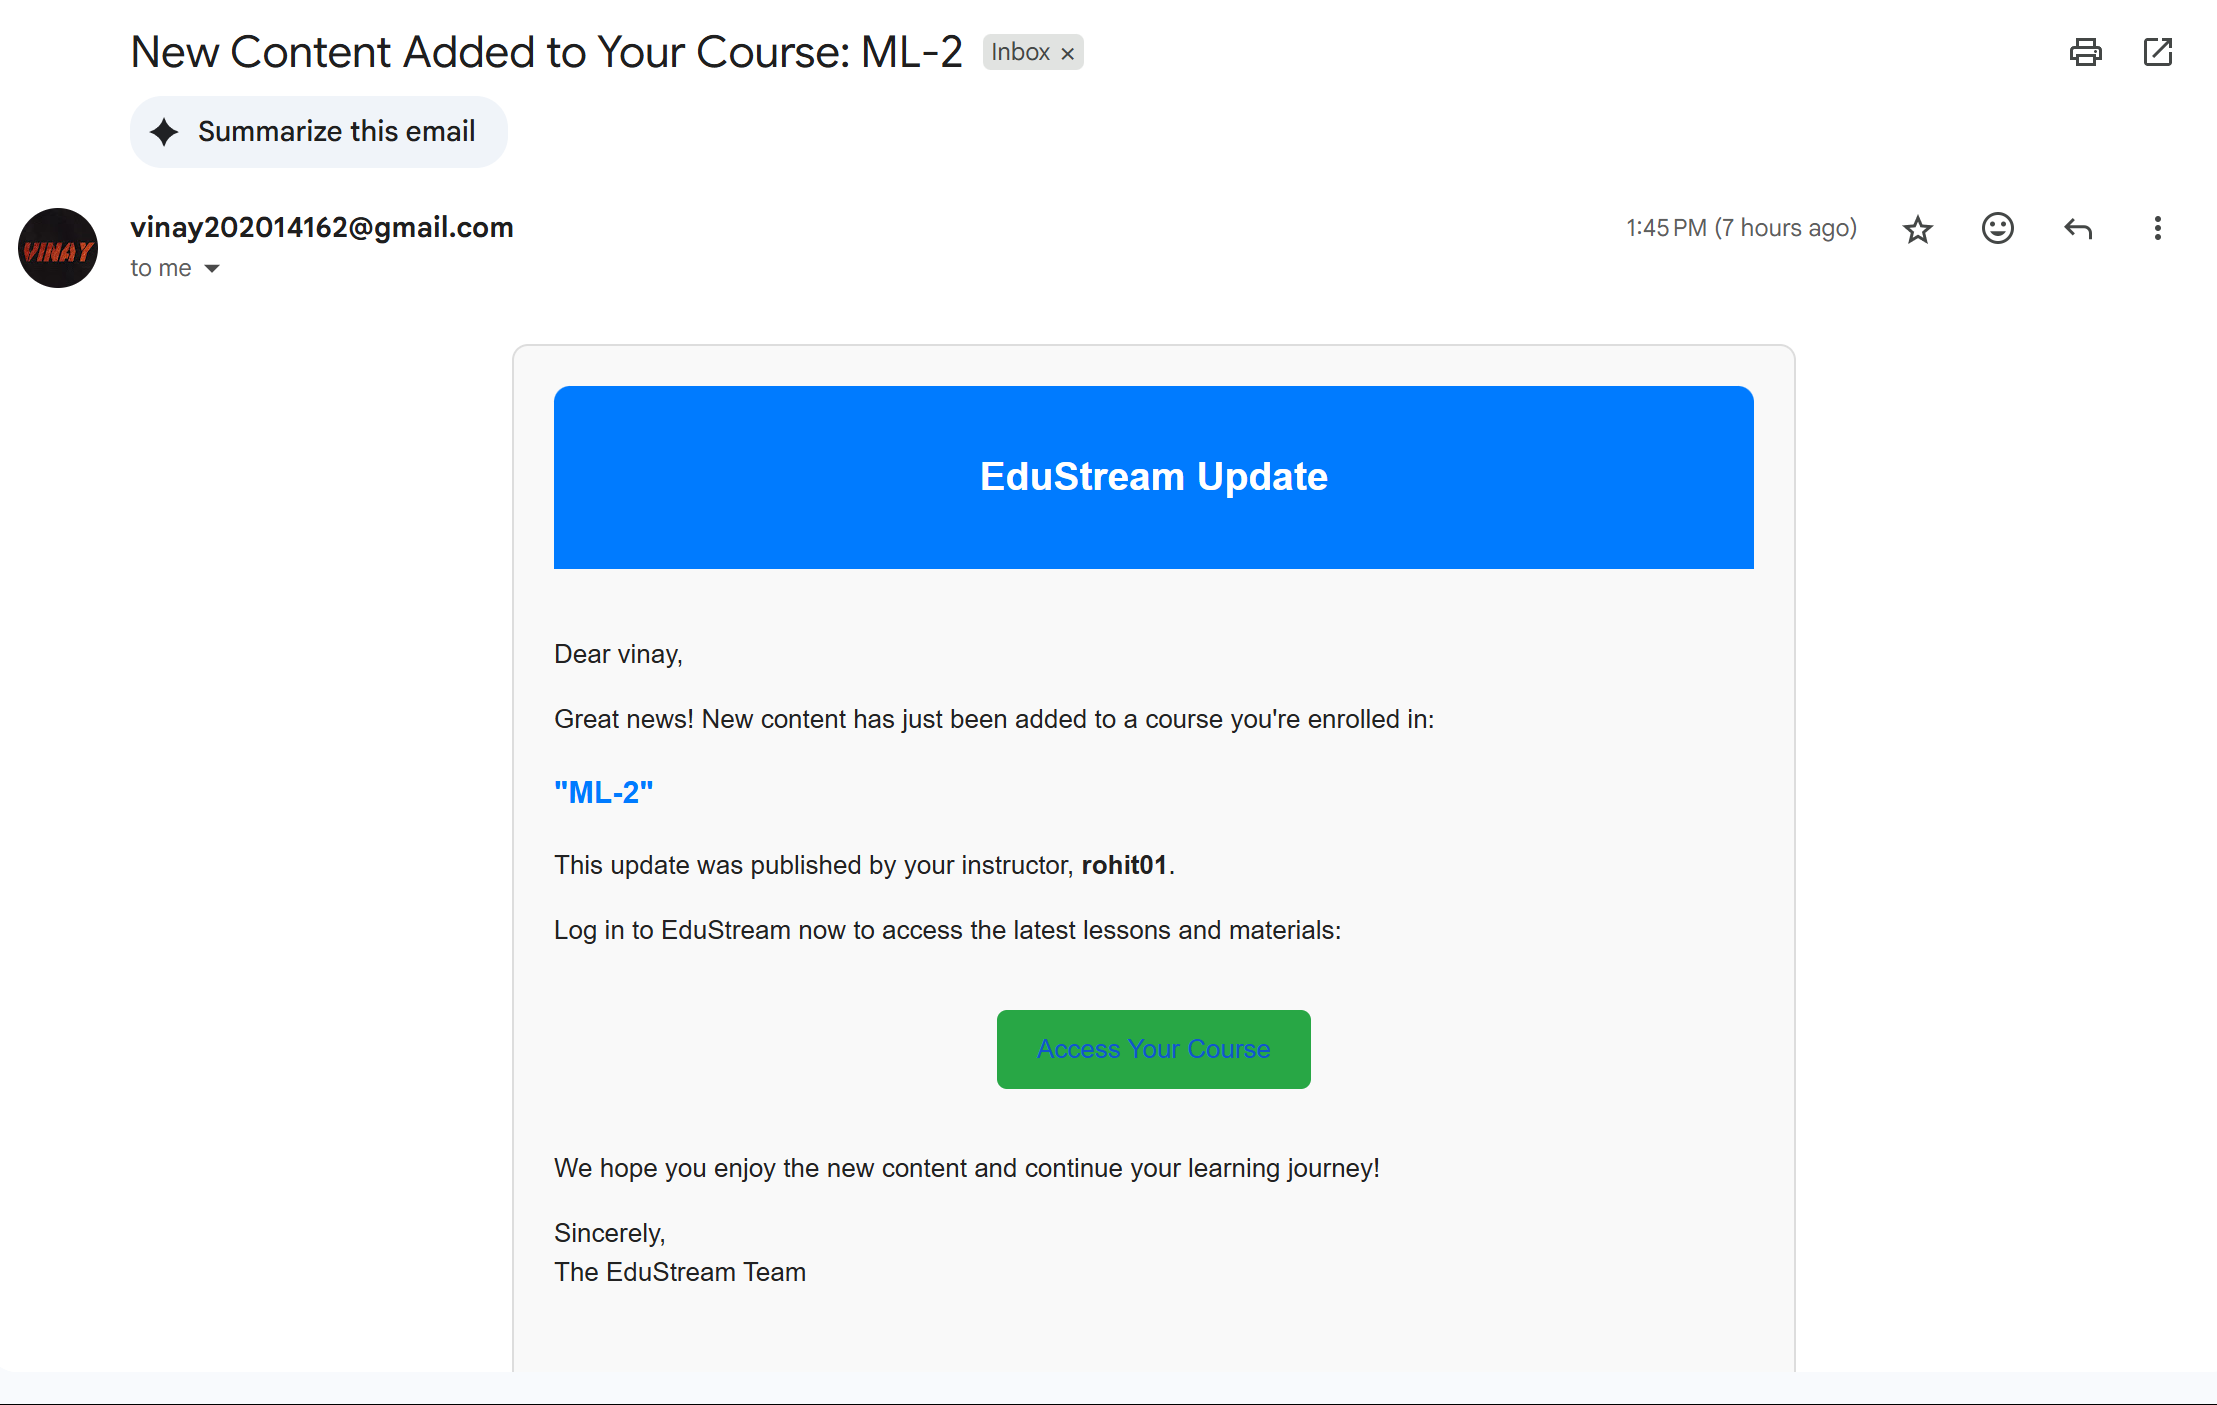 New Content Added to Your Course: ML-2 Inbox ×
Summarize this email
VINAY
vinay202014162@gmail.com
1:45 PM (7 hours ago)
to me
EduStream Update
Dear vinay,
Great news! New content has just been added to a course you're enrolled in:
"ML-2"
This update was published by your instructor, rohit01.
Log in to EduStream now to access the latest lessons and materials:
Access Your Course
We hope you enjoy the new content and continue your learning journey!
Sincerely,
The EduStream Team